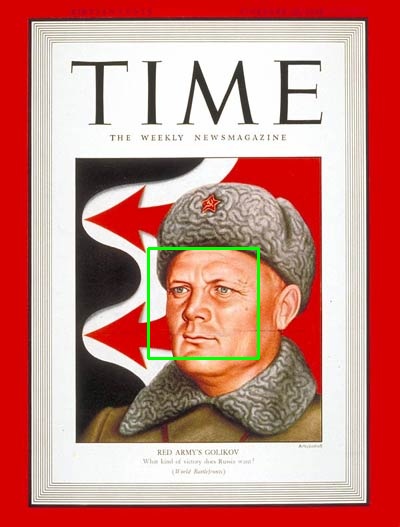 TIME
THE WEEKLY NEWSMAGAZINE
RED ARMY'S GOLIKOV
What kind of victory does Russia want?
(World Battlefronts)